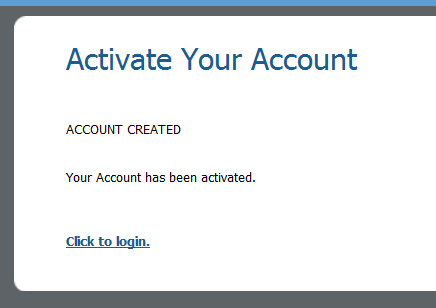 Activate Your Account
ACCOUNT CREATED
Your Account has been activated.
Click to login.